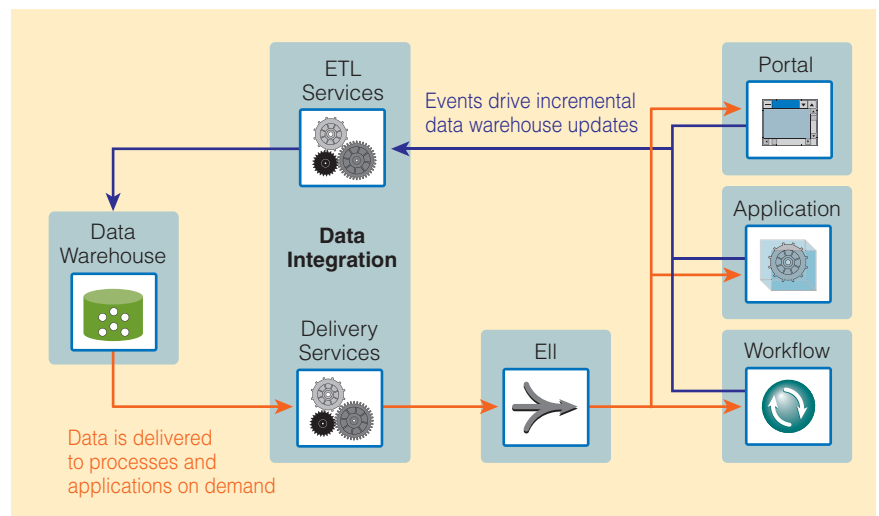 ETL
Services
Events drive incremental
data warehouse updates
Portal
Data
Warehouse
Data
Integration
Application
Delivery
Services
EII
Workflow
Data is delivered
to processes and
applications on demand